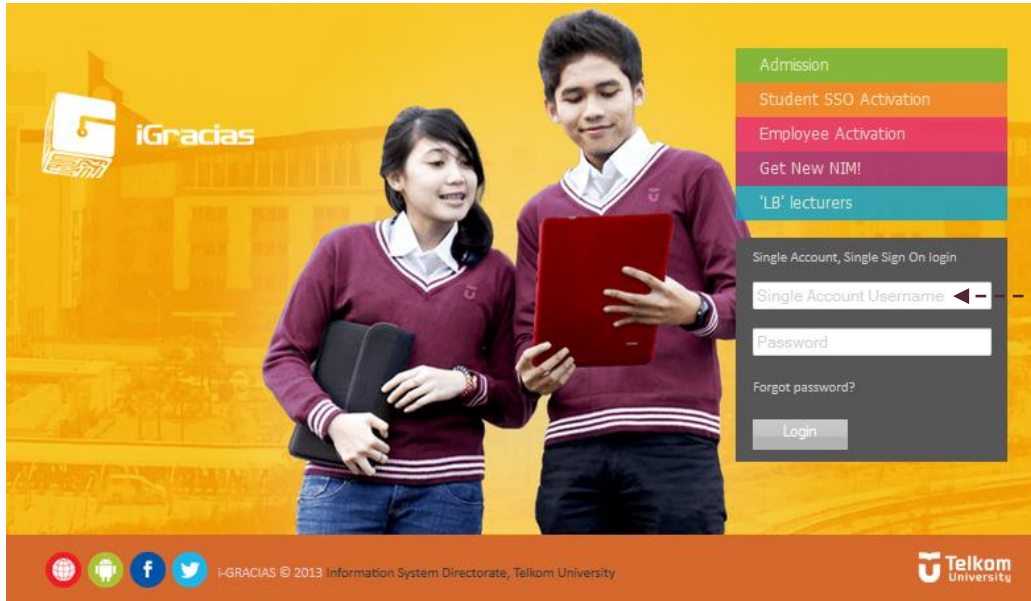 iGracias
Admission
Student SSO Activation
Employee Activation
Get New NIM!
'LB' lecturers
Single Account, Single Sign On login
Single Account Username
Password
Forgot password?
Login
i-GRACIAS © 2013 Information System Directorate, Telkom University
Telkom
University